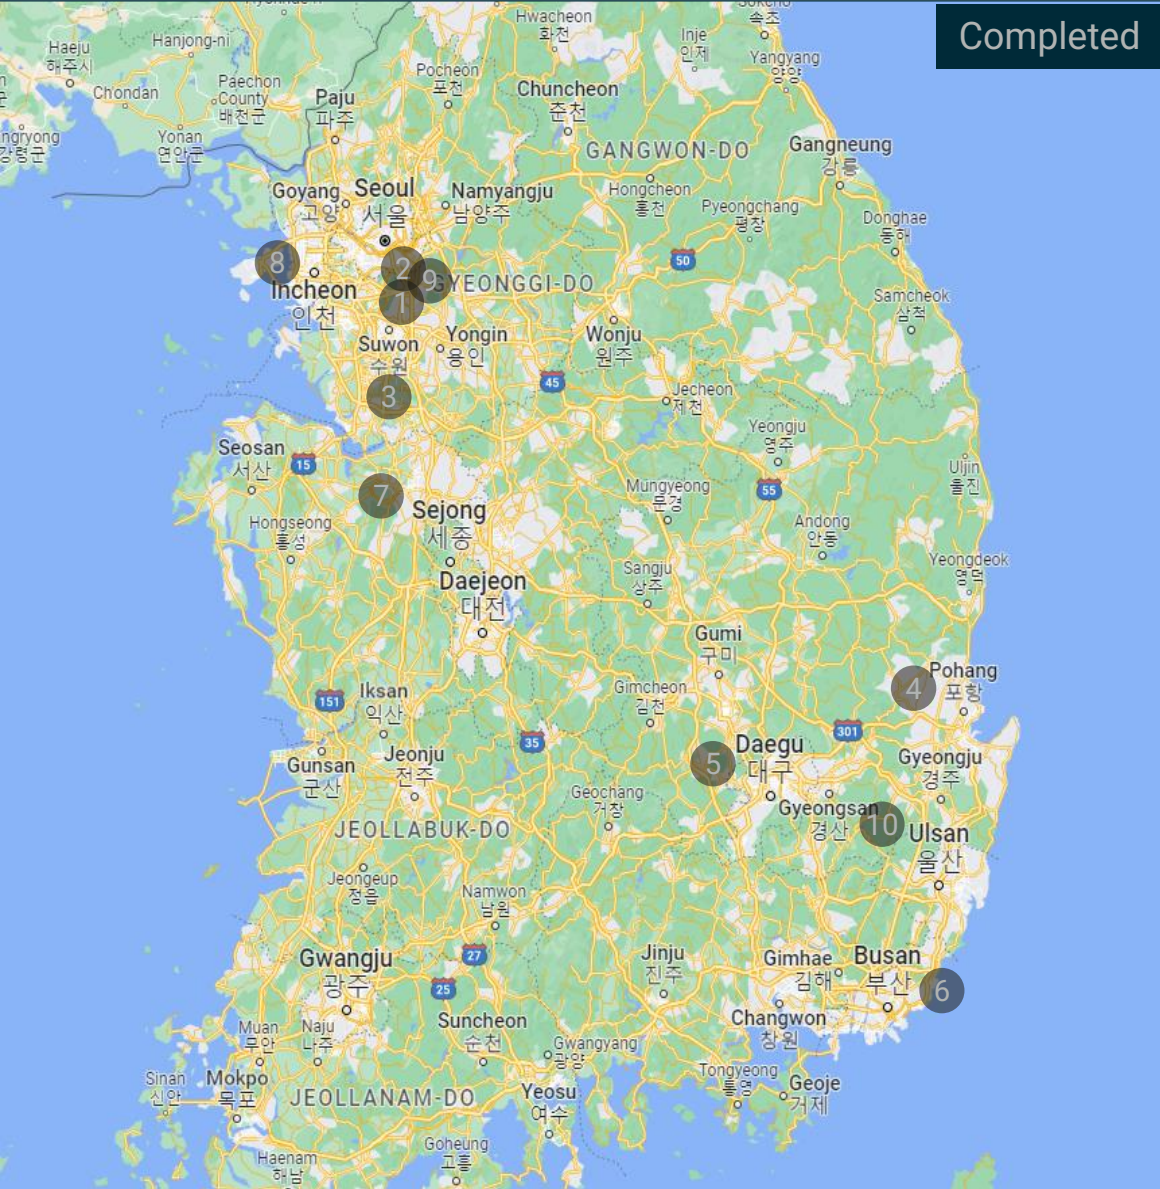 Hwacheon
화천
속초
Completed
Haeju
해주시
Hanjong-ni
Inje
인제
Yangyang
양양
Ch'ondan
Paechon
County
배천군
Paju
파주
Pocheon
포천
Chuncheon
춘천
ngryong
강령군
Yonan
연안군
GANGWON-DO
Gangneung
강릉
Goyang
고양
Seoul
서울
Namyangju
남양주
Hongcheon
홍천
Pyeongchang
평창
Donghae
동해
8
2
9
1
GYEONGGI-DO
50
Incheon
인천
Samcheok
삼척
Suwon
수원
Yongin
용인
Wonju
원주
3
45
Jecheon
제천
Seosan
서산
15
Yeongju
영주
Uljin
울진
7
Sejong
세종
Mungyeong
문경
55
Hongseong
홍성
Andong
안동
Daejeon
대전
Sangju
상주
Yeongdeok
영덕
Gumi
구미
4
Pohang
포항
151
Iksan
익산
Gimcheon
김천
35
301
Gunsan
군산
Jeonju
전주
5
Daegu
대구
Gyeongju
경주
Geochang
거창
Gyeongsan
경산
10
Ulsan
울산
JEOLLABUK-DO
Jeongeup
정읍
Namwon
남원
27
25
Gwangju
광주
Jinju
진주
Gimhae
김해
Busan
부산
6
Changwon
창원
Muan
무안
Naju
나주
Suncheon
순천
Gwangyang
광양
Sinan
신안
Mokpo
목포
JEOLLANAM-DO
Yeosu
여수
Tongyeong
통영
Geoje
거제
Goheung
고흥
Haenam
해남